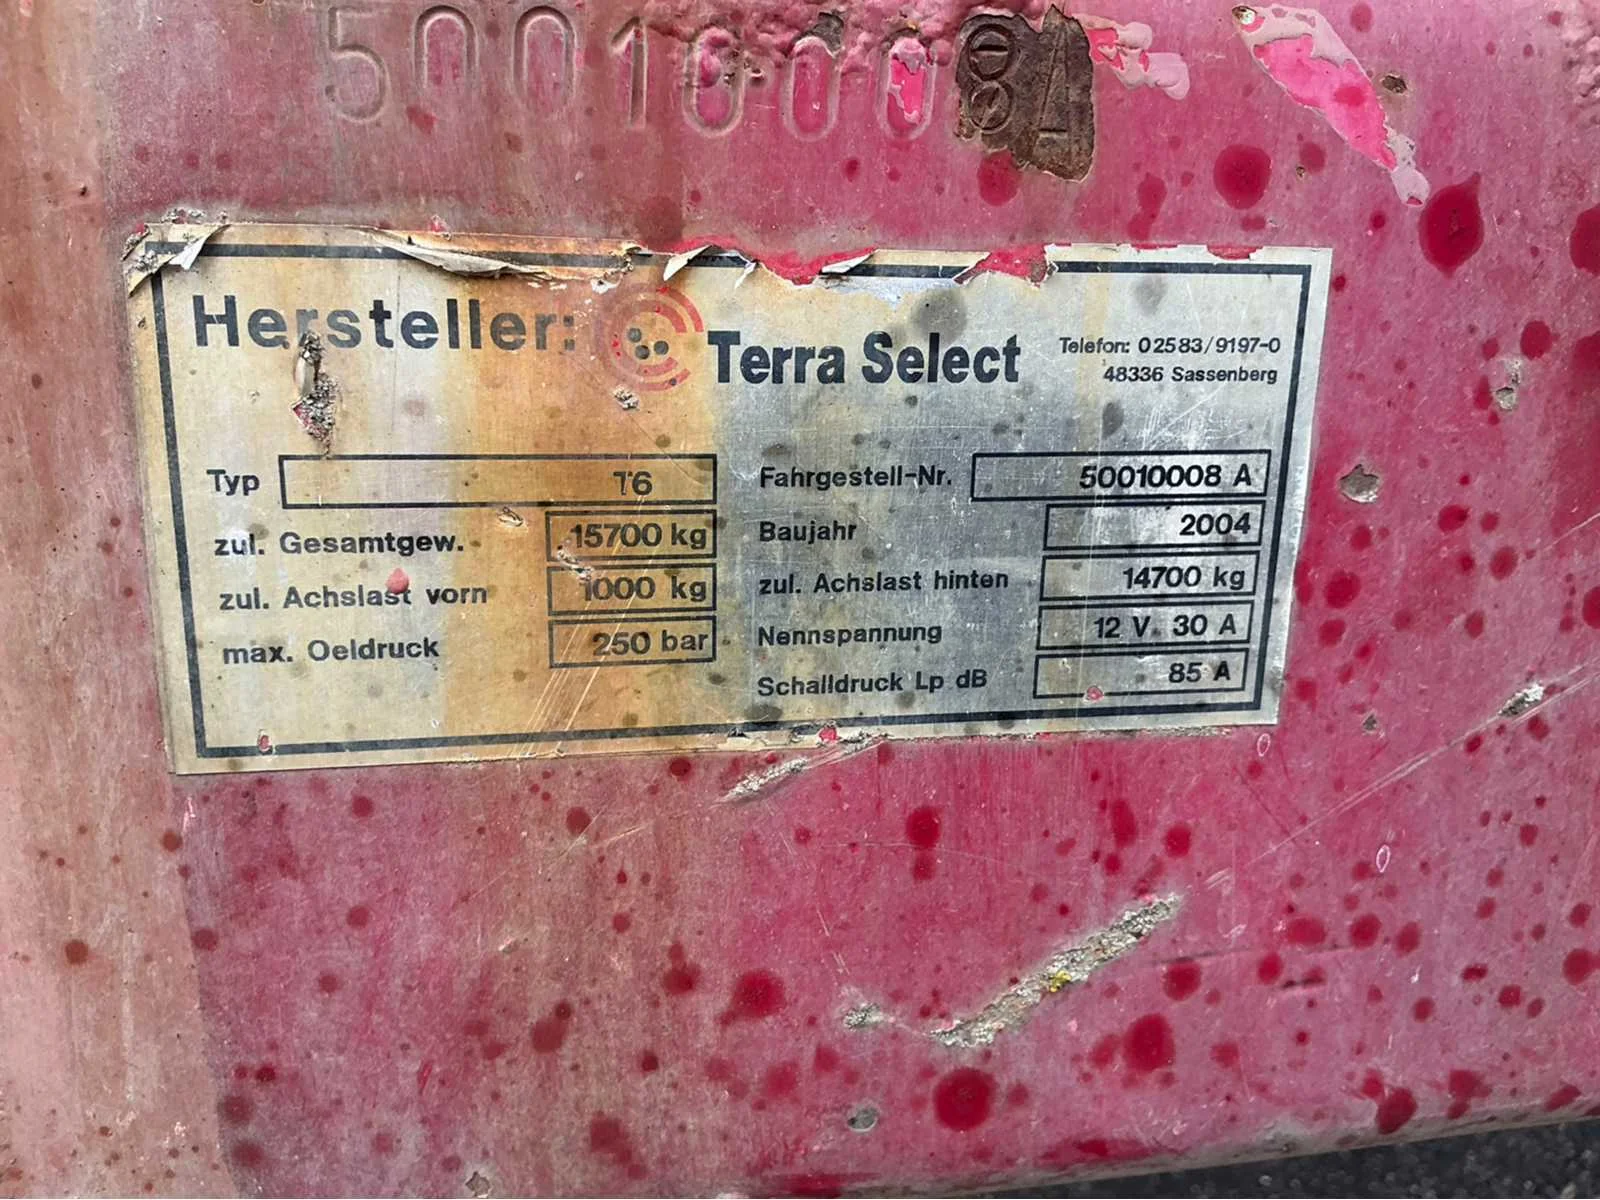 50010008A
Hersteller: Terra Select
Telefon: 02583/9197-0
48336 Sassenberg
Typ T6
zul. Gesamtgew. 15700 kg
zul. Achslast vorn 1000 kg
max. Oeldruck 250 bar
Fahrgestell-Nr. 50010008 A
Baujahr 2004
zul. Achslast hinten 14700 kg
Nennspannung 12 V 30 A
Schalldruck Lp dB 85 A